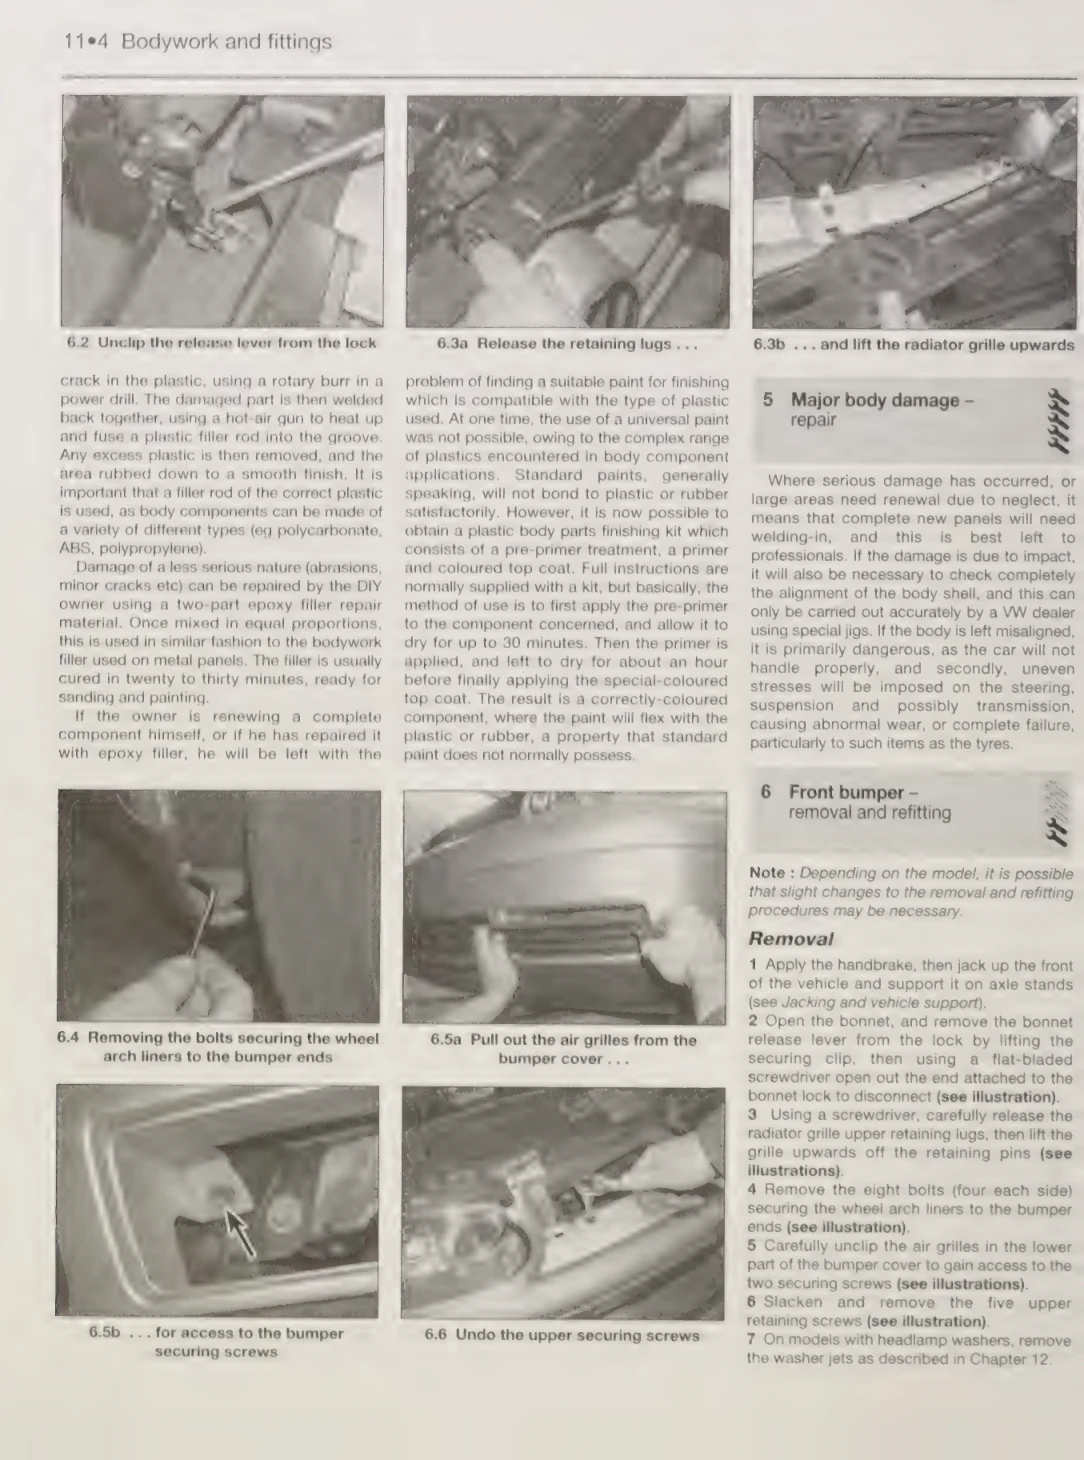 11•4 Bodywork and fittings
6.2 Unclip the release lever from the lock
6.3a Release the retaining lugs . . .
6.3b . . . and lift the radiator grille upwards
crack in the plastic, using a rotary burr in a
power drill. The damaged part is then welded
back together, using a hot-air gun to heat up
and fuse a plastic filler rod into the groove.
Any excess plastic is then removed, and the
area rubbed down to a smooth finish. It is
important that a filler rod of the correct plastic
is used, as body components can be made of
a variety of different types (eg polycarbonate,
ABS, polypropylene).
Damage of a less serious nature (abrasions,
minor cracks etc) can be repaired by the DIY
owner using a two-part epoxy filler repair
material. Once mixed in equal proportions,
this is used in similar fashion to the bodywork
filler used on metal panels. The filler is usually
cured in twenty to thirty minutes, ready for
sanding and painting.
If the owner is renewing a complete
component himself, or if he has repaired it
with epoxy filler, he will be left with the
problem of finding a suitable paint for finishing
which is compatible with the type of plastic
used. At one time, the use of a universal paint
was not possible, owing to the complex range
of plastics encountered in body component
applications. Standard paints, generally
speaking, will not bond to plastic or rubber
satisfactorily. However, it is now possible to
obtain a plastic body parts finishing kit which
consists of a pre-primer treatment, a primer
and coloured top coat. Full instructions are
normally supplied with a kit, but basically, the
method of use is to first apply the pre-primer
to the component concerned, and allow it to
dry for up to 30 minutes. Then the primer is
applied, and left to dry for about an hour
before finally applying the special-coloured
top coat. The result is a correctly-coloured
component, where the paint will flex with the
plastic or rubber, a property that standard
paint does not normally possess.
5 Major body damage –
repair
Where serious damage has occurred, or
large areas need renewal due to neglect, it
means that complete new panels will need
welding-in, and this is best left to
professionals. If the damage is due to impact,
it will also be necessary to check completely
the alignment of the body shell, and this can
only be carried out accurately by a VW dealer
using special jigs. If the body is left misaligned,
it is primarily dangerous, as the car will not
handle properly, and secondly, uneven
stresses will be imposed on the steering,
suspension and possibly transmission,
causing abnormal wear, or complete failure,
particularly to such items as the tyres.
6.4 Removing the bolts securing the wheel
arch liners to the bumper ends
6.5a Pull out the air grilles from the
bumper cover . . .
6.5b . . . for access to the bumper
securing screws
6.6 Undo the upper securing screws
6 Front bumper –
removal and refitting
Note : Depending on the model, it is possible
that slight changes to the removal and refitting
procedures may be necessary.
Removal
1 Apply the handbrake, then jack up the front
of the vehicle and support it on axle stands
(see Jacking and vehicle support).
2 Open the bonnet, and remove the bonnet
release lever from the lock by lifting the
securing clip, then using a flat-bladed
screwdriver open out the end attached to the
bonnet lock to disconnect (see illustration).
3 Using a screwdriver, carefully release the
radiator grille upper retaining lugs, then lift the
grille upwards off the retaining pins (see
illustrations).
4 Remove the eight bolts (four each side)
securing the wheel arch liners to the bumper
ends (see illustration).
5 Carefully unclip the air grilles in the lower
part of the bumper cover to gain access to the
two securing screws (see illustrations).
6 Slacken and remove the five upper
retaining screws (see illustration).
7 On models with headlamp washers, remove
the washer jets as described in Chapter 12.